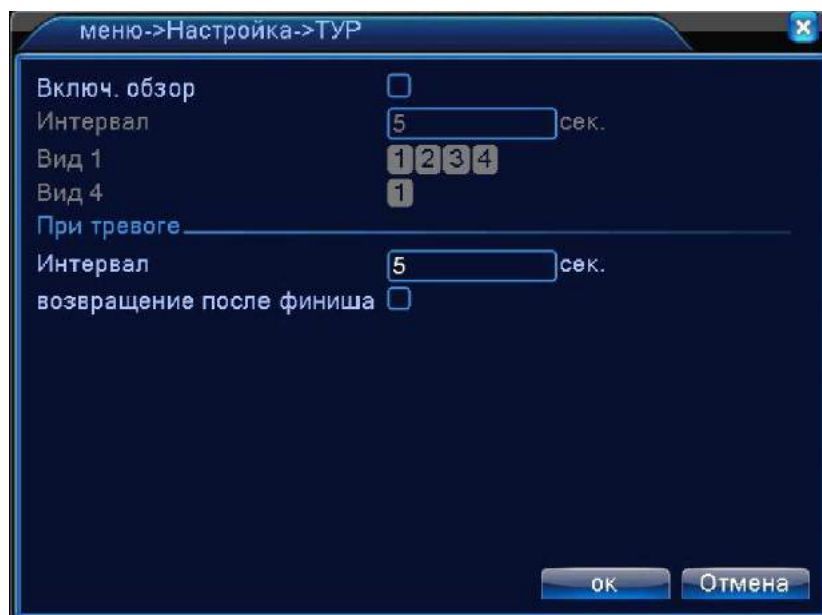 меню->Настройка->ТУР
Включ. обзор
Интервал 5 сек.
Вид 1 1 2 3 4
Вид 4 1
При тревоге
Интервал 5 сек.
возвращение после финиша
ок Отмена